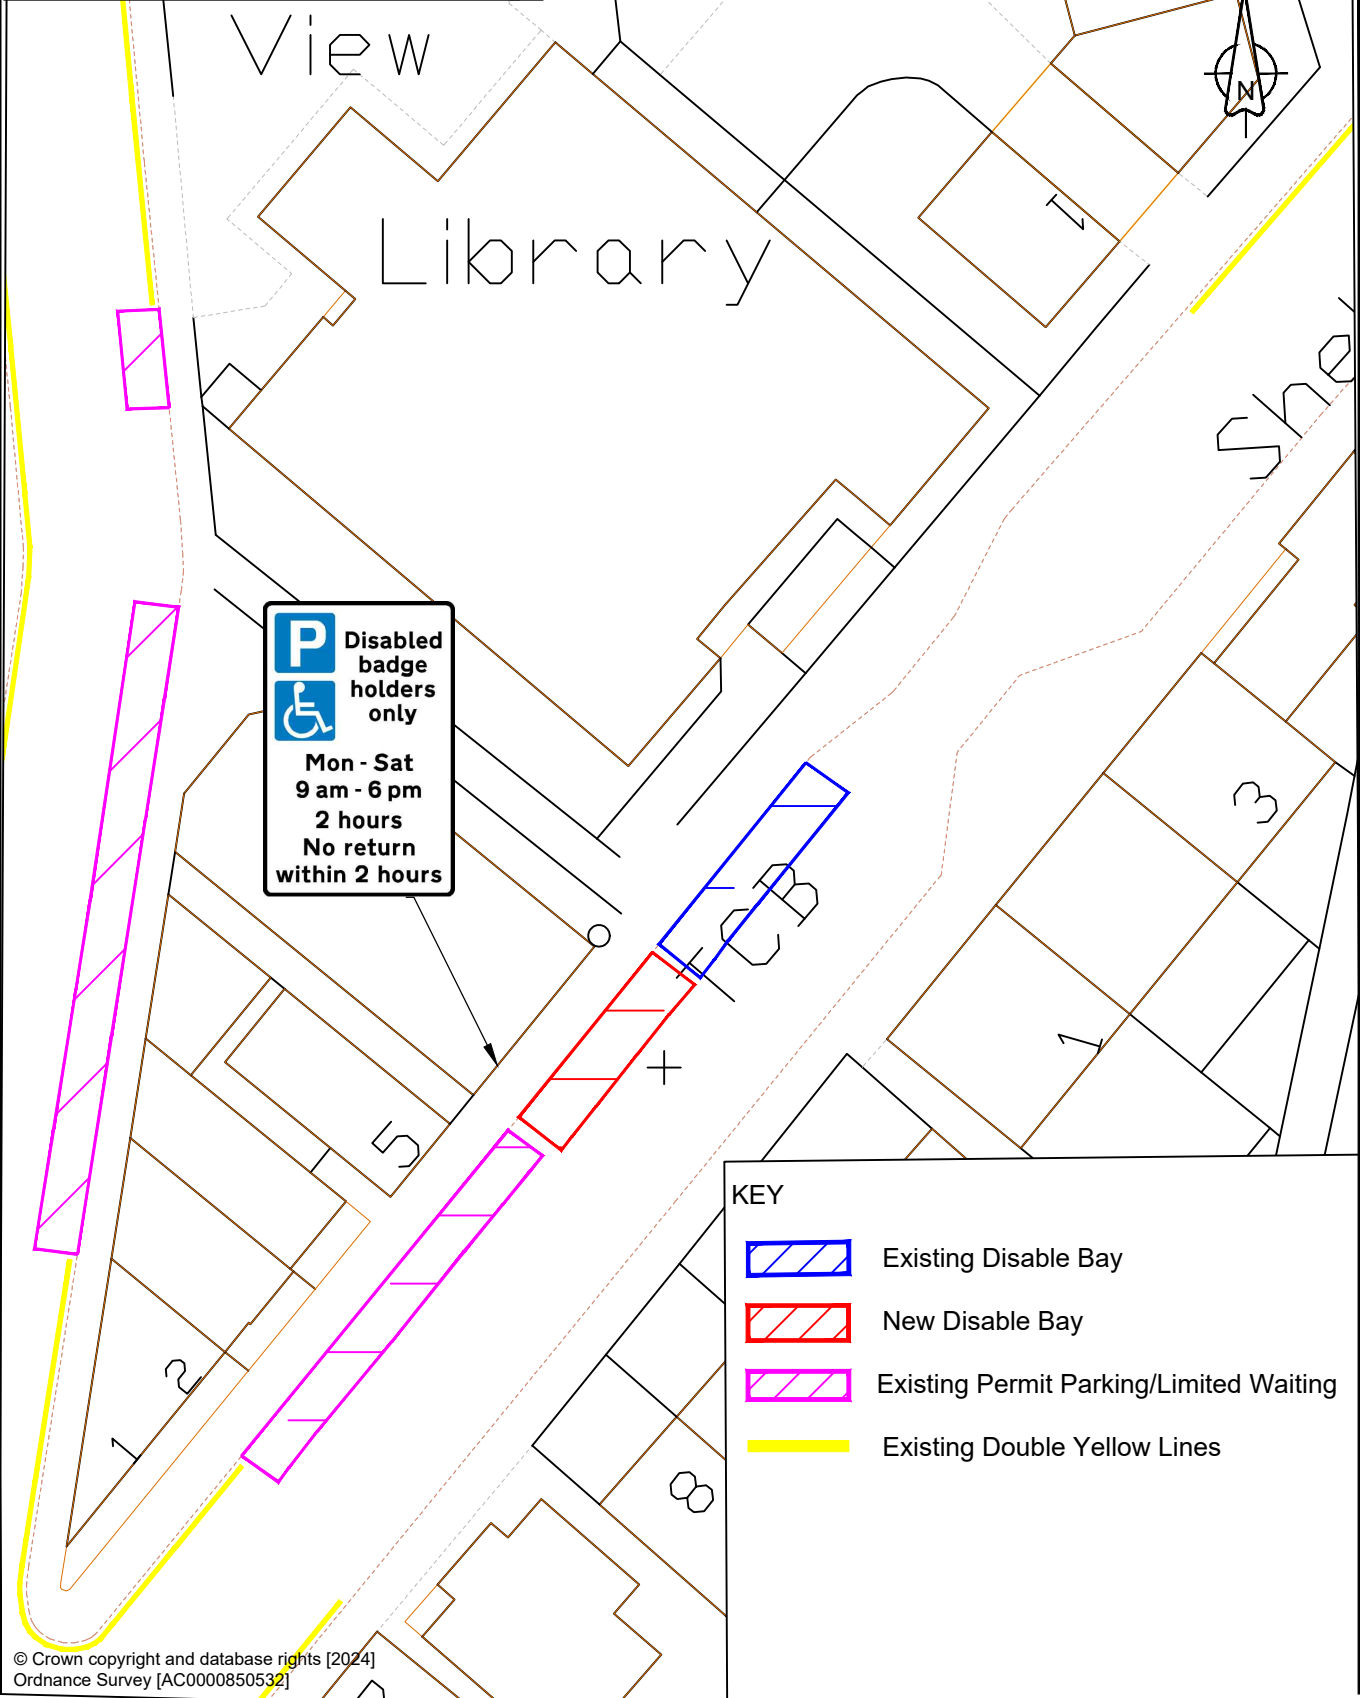 View
N
Library
1
Shel
P
Disabled
badge
holders
only
Mon - Sat
9 am - 6 pm
2 hours
No return
within 2 hours
3
TCB
1
5
2
1
8
KEY
Existing Disable Bay
New Disable Bay
Existing Permit Parking/Limited Waiting
Existing Double Yellow Lines
© Crown copyright and database rights [2024]
Ordnance Survey [AC0000850532]